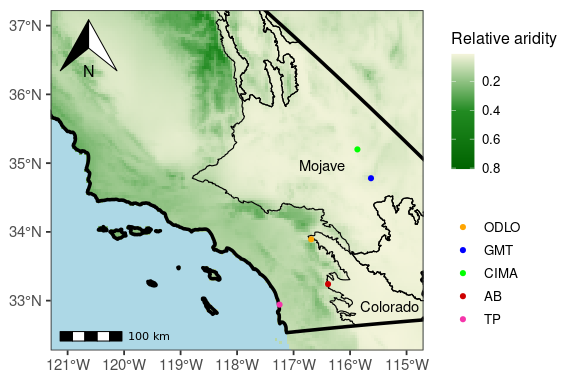 37°N
36°N
35°N
34°N
33°N
N
Mojave
Colorado
100 km
121°W 120°W 119°W 118°W 117°W 116°W 115°W
Relative aridity
0.2
0.4
0.6
0.8
ODLO
GMT
CIMA
AB
TP